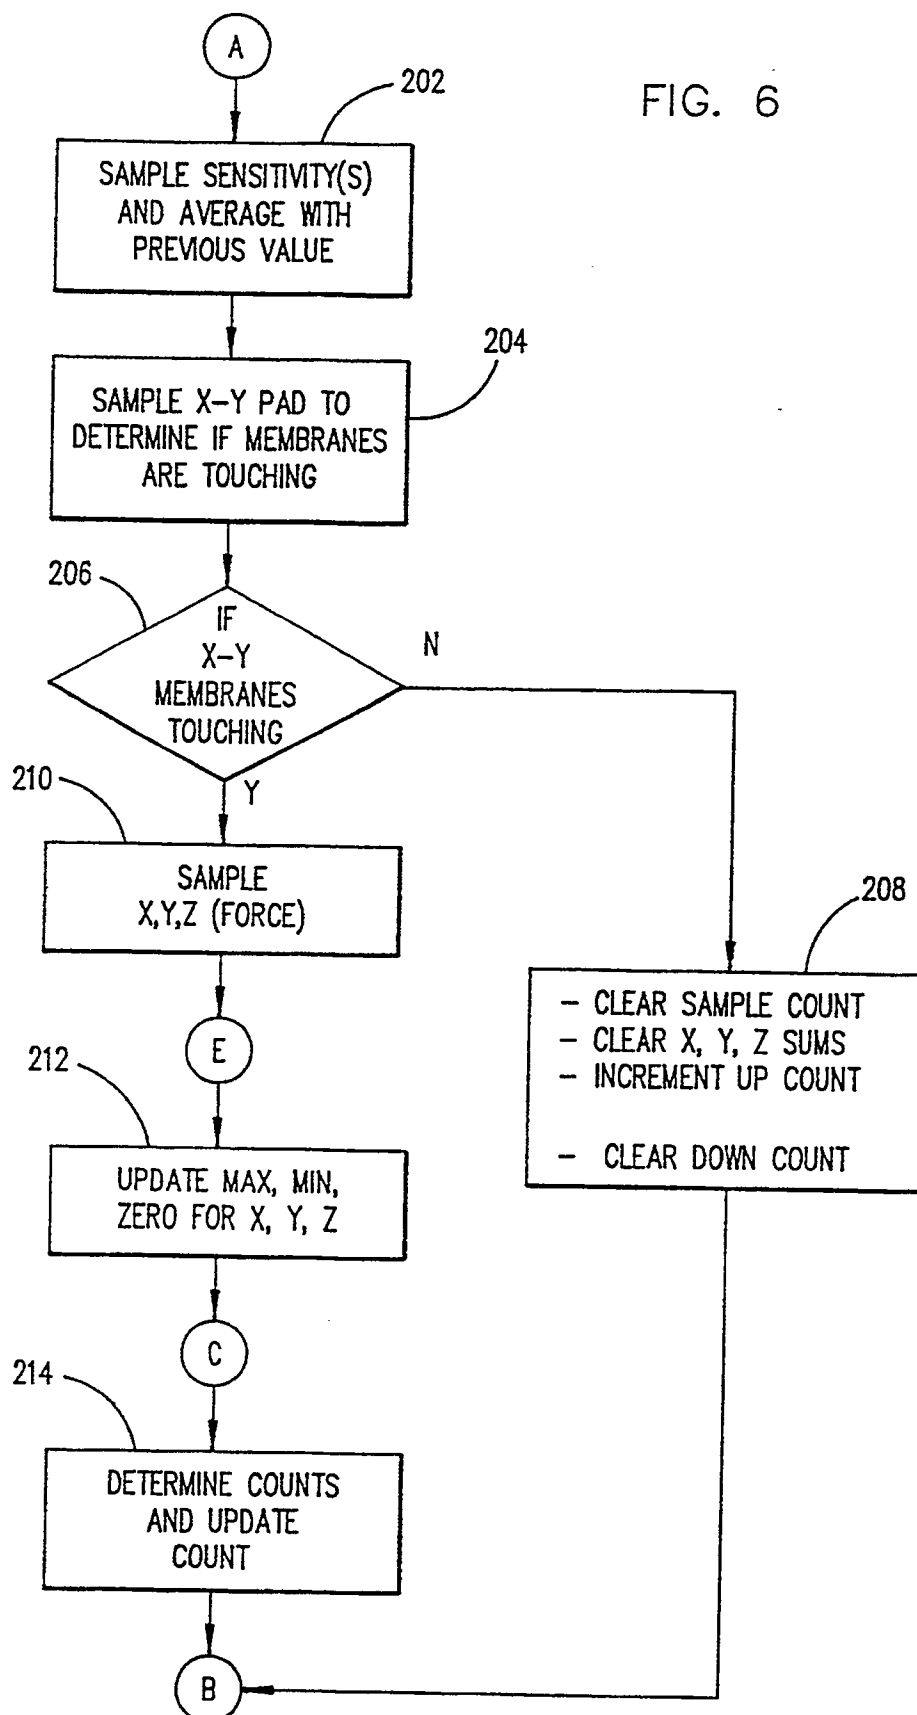 A
202
FIG. 6
SAMPLE SENSITIVITY(S)
AND AVERAGE WITH
PREVIOUS VALUE
204
SAMPLE X-Y PAD TO
DETERMINE IF MEMBRANES
ARE TOUCHING
206
IF
X-Y
MEMBRANES
TOUCHING
N
Y
210
SAMPLE
X,Y,Z (FORCE)
208
- CLEAR SAMPLE COUNT
- CLEAR X, Y, Z SUMS
- INCREMENT UP COUNT
- CLEAR DOWN COUNT
E
212
UPDATE MAX, MIN,
ZERO FOR X, Y, Z
C
214
DETERMINE COUNTS
AND UPDATE
COUNT
B